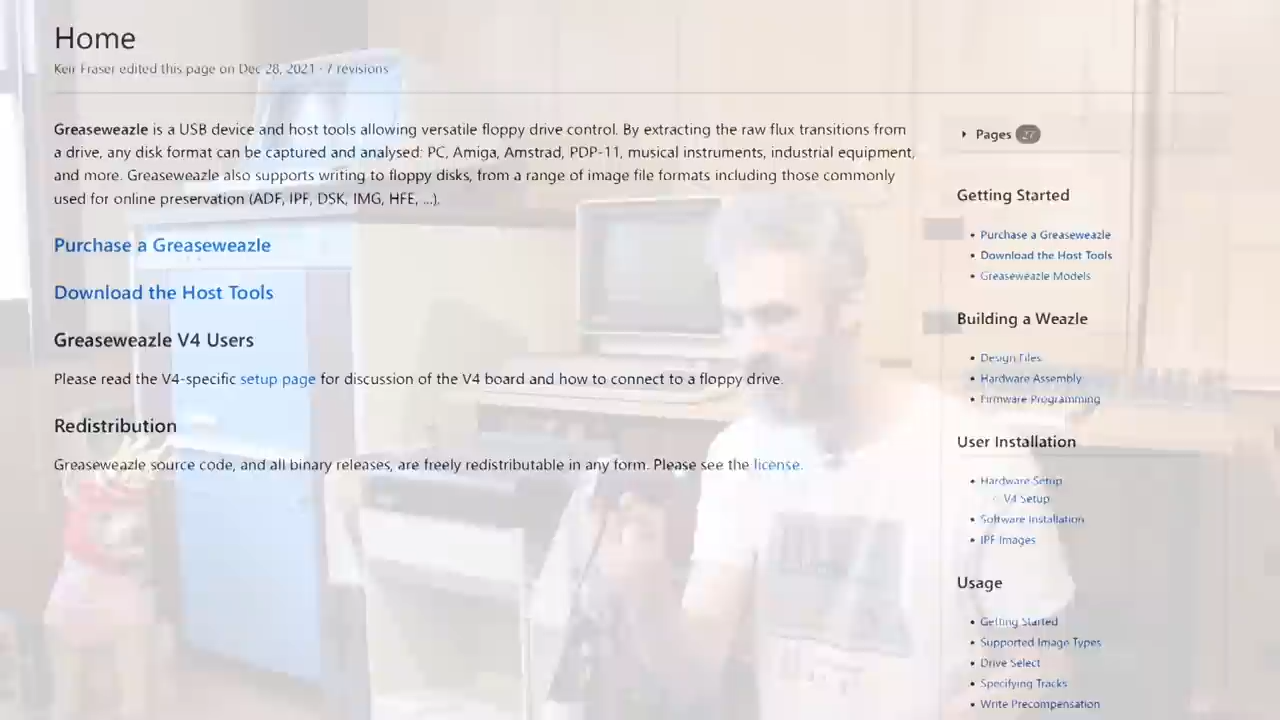 Home
Keir Fraser edited this page on Dec 28, 2021 · 7 revisions
Greaseweazle is a USB device and host tools allowing versatile floppy drive control. By extracting the raw flux transitions from
a drive, any disk format can be captured and analysed: PC, Amiga, Amstrad, PDP-11, musical instruments, industrial equipment,
and more. Greaseweazle also supports writing to floppy disks, from a range of image file formats including those commonly
used for online preservation (ADF, IPF, DSK, IMG, HFE, ...).
Purchase a Greaseweazle
Download the Host Tools
Greaseweazle V4 Users
Please read the V4-specific setup page for discussion of the V4 board and how to connect to a floppy drive.
Redistribution
Greaseweazle source code, and all binary releases, are freely redistributable in any form. Please see the license.
Pages 27
Getting Started
• Purchase a Greaseweazle
• Download the Host Tools
• Greaseweazle Models
Building a Weazle
• Design Files
• Hardware Assembly
• Firmware Programming
User Installation
• Hardware Setup
○ V4 Setup
• Software Installation
• IPF Images
Usage
• Getting Started
• Supported Image Types
• Drive Select
• Specifying Tracks
• Write Precompensation